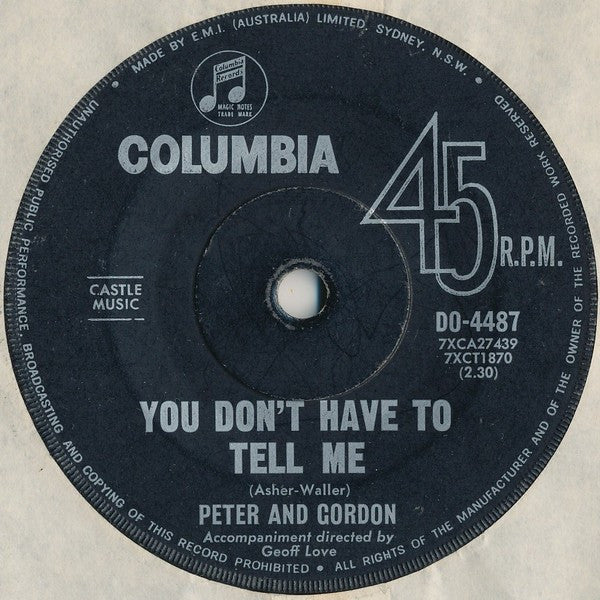 MADE BY E.M.I. (AUSTRALIA) LIMITED, SYDNEY, N.S.W. •
UNAUTHORISED PUBLIC PERFORMANCE, BROADCASTING AND COPYING OF THIS RECORD PROHIBITED • ALL RIGHTS OF THE MANUFACTURER AND OF THE OWNER OF THE RECORDED WORK RESERVED •
Columbia
Records
MAGIC NOTES
TRADE MARK
COLUMBIA
45
R.P.M.
CASTLE
MUSIC
DO-4487
7XCA27439
7XCT1870
(2.30)
YOU DON'T HAVE TO
TELL ME
(Asher-Waller)
PETER AND GORDON
Accompaniment directed by
Geoff Love